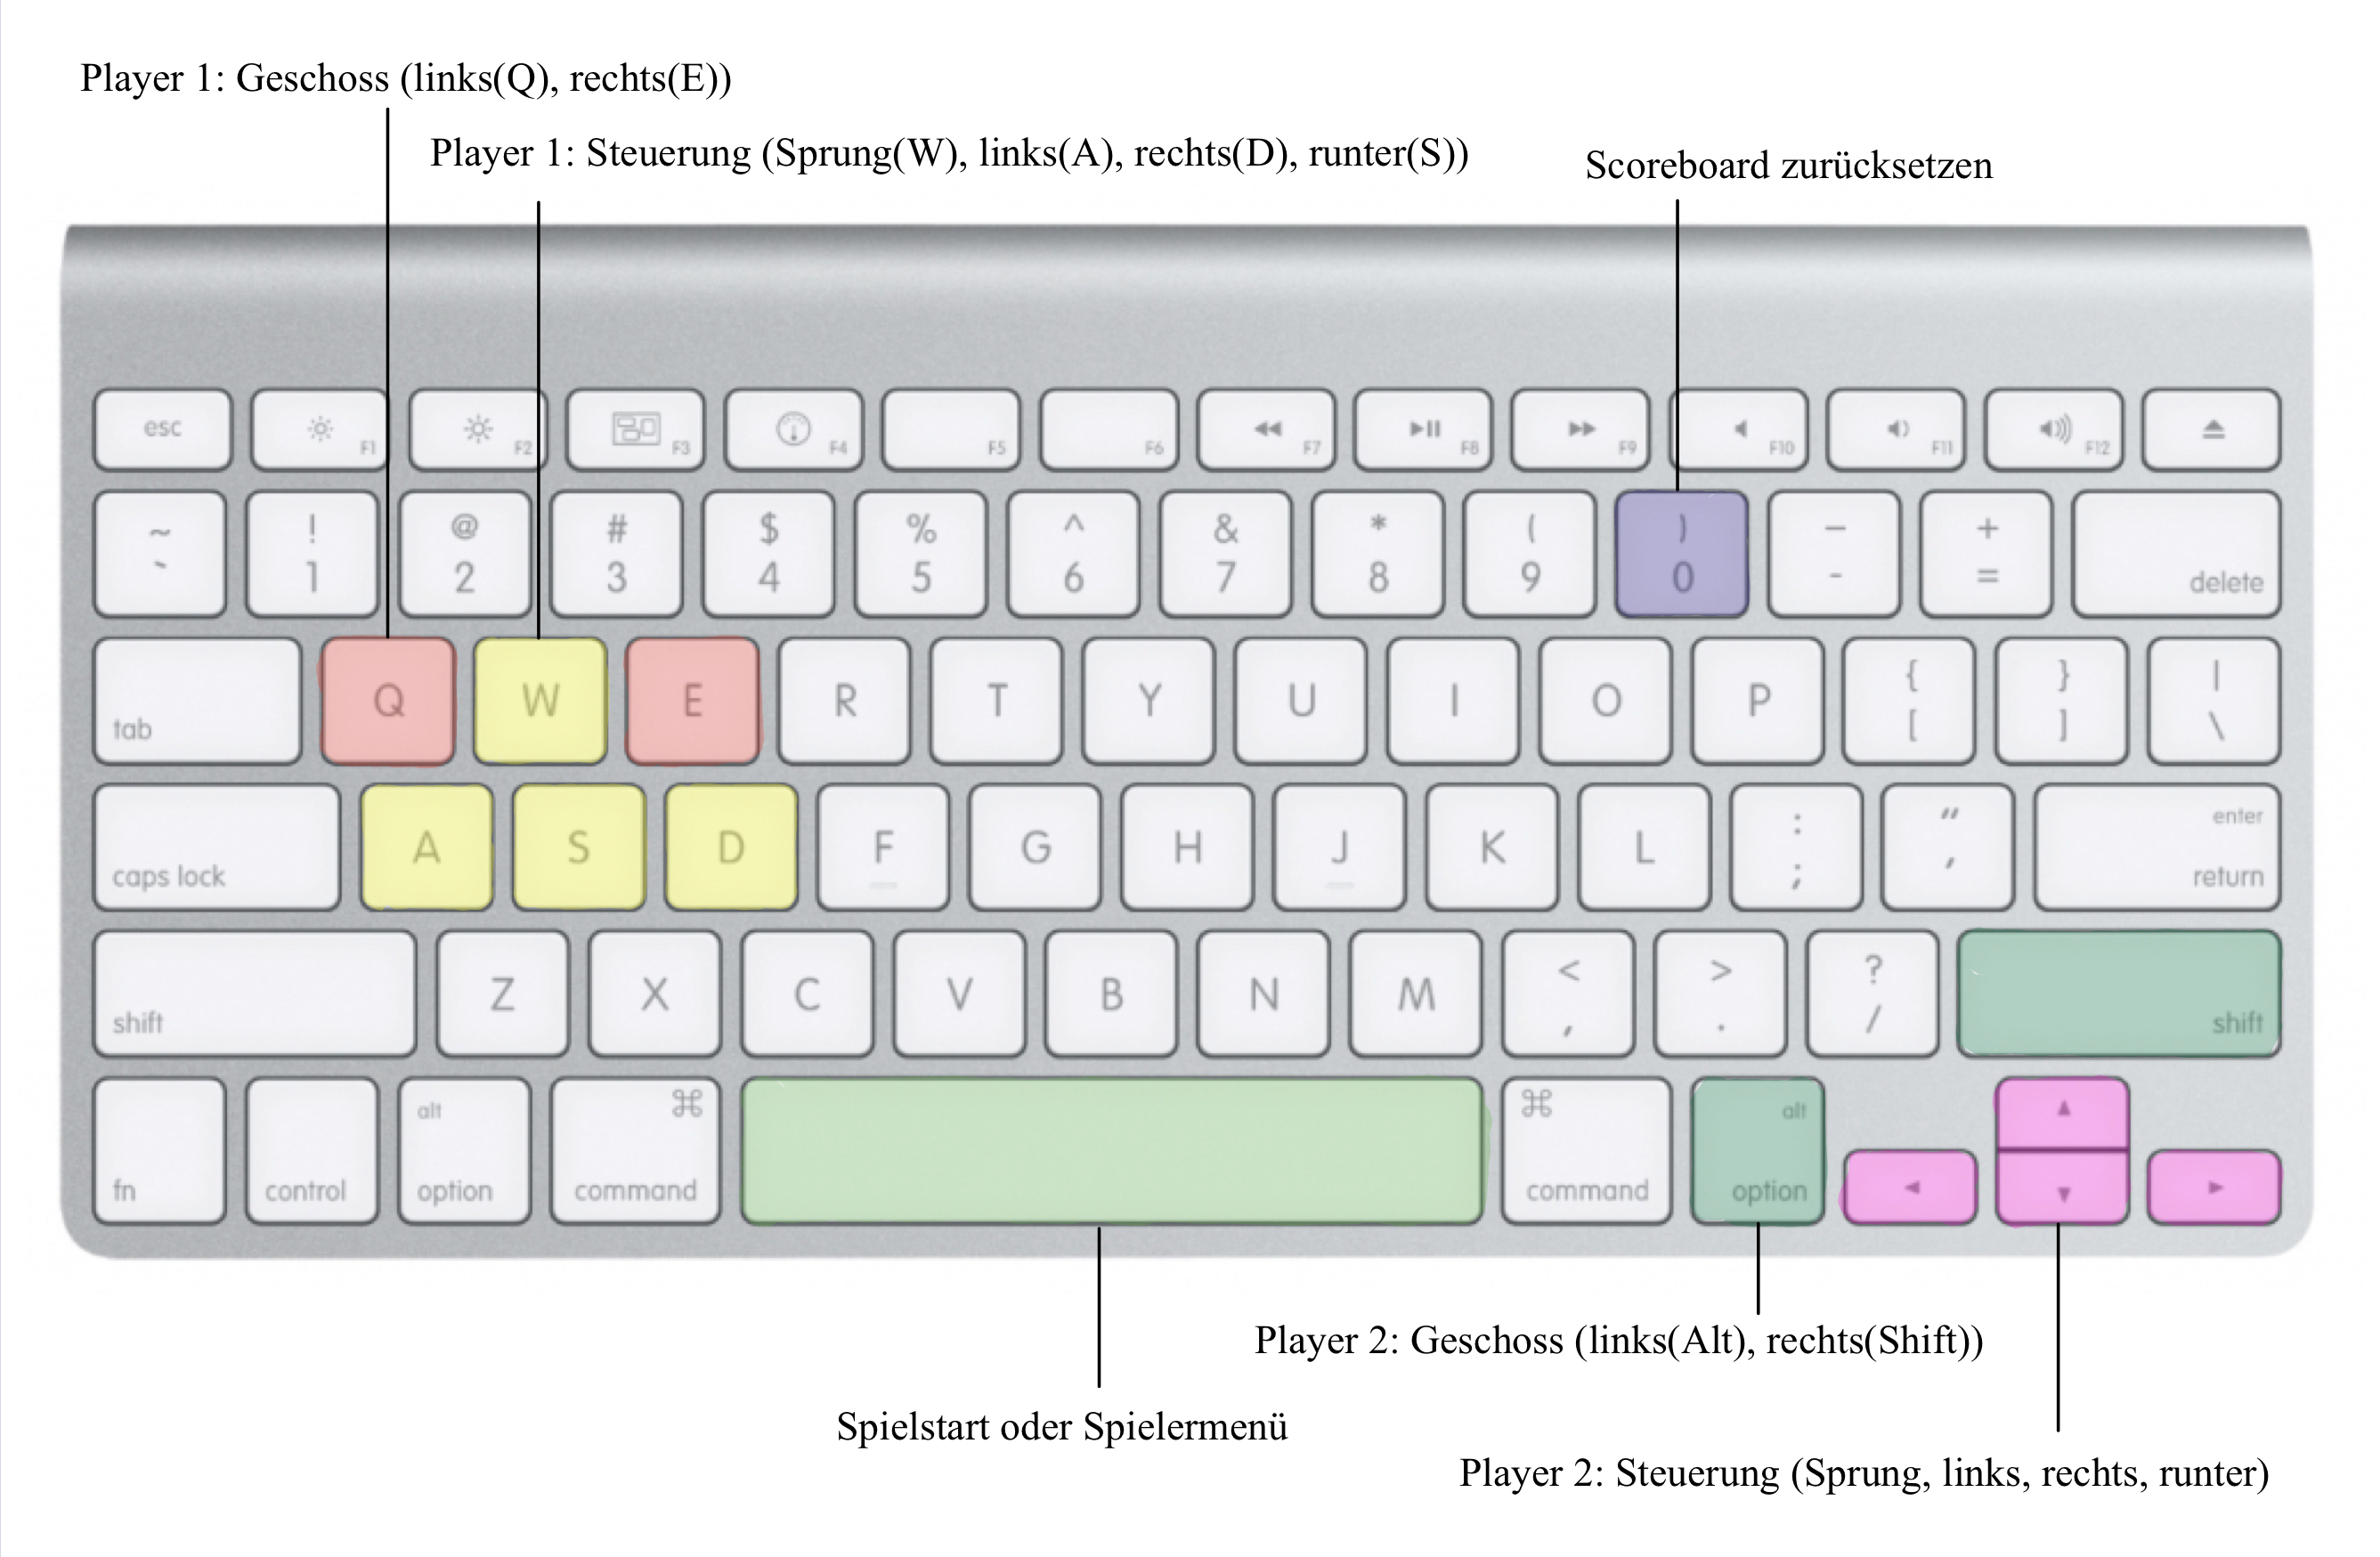 Player 1: Geschoss (links(Q), rechts(E))
Player 1: Steuerung (Sprung(W), links(A), rechts(D), runter(S))
Scoreboard zurücksetzen
esc F1 F2 F3 F4 F5 F6 F7 F8 F9 F10 F11 F12
~ ! @ # $ % ^ & * ( ) — +
` 1 2 3 4 5 6 7 8 9 0 - = delete
Q W E R T Y U I O P { } |
tab [ ] \
A S D F G H J K L : “ enter
caps lock ; ‚ return
Z X C V B N M < > ?
shift , . / shift
alt ⌘ ⌘ alt ▲
fn control option command command option ◄ ▼ ►
Player 2: Geschoss (links(Alt), rechts(Shift))
Spielstart oder Spielermenü
Player 2: Steuerung (Sprung, links, rechts, runter)